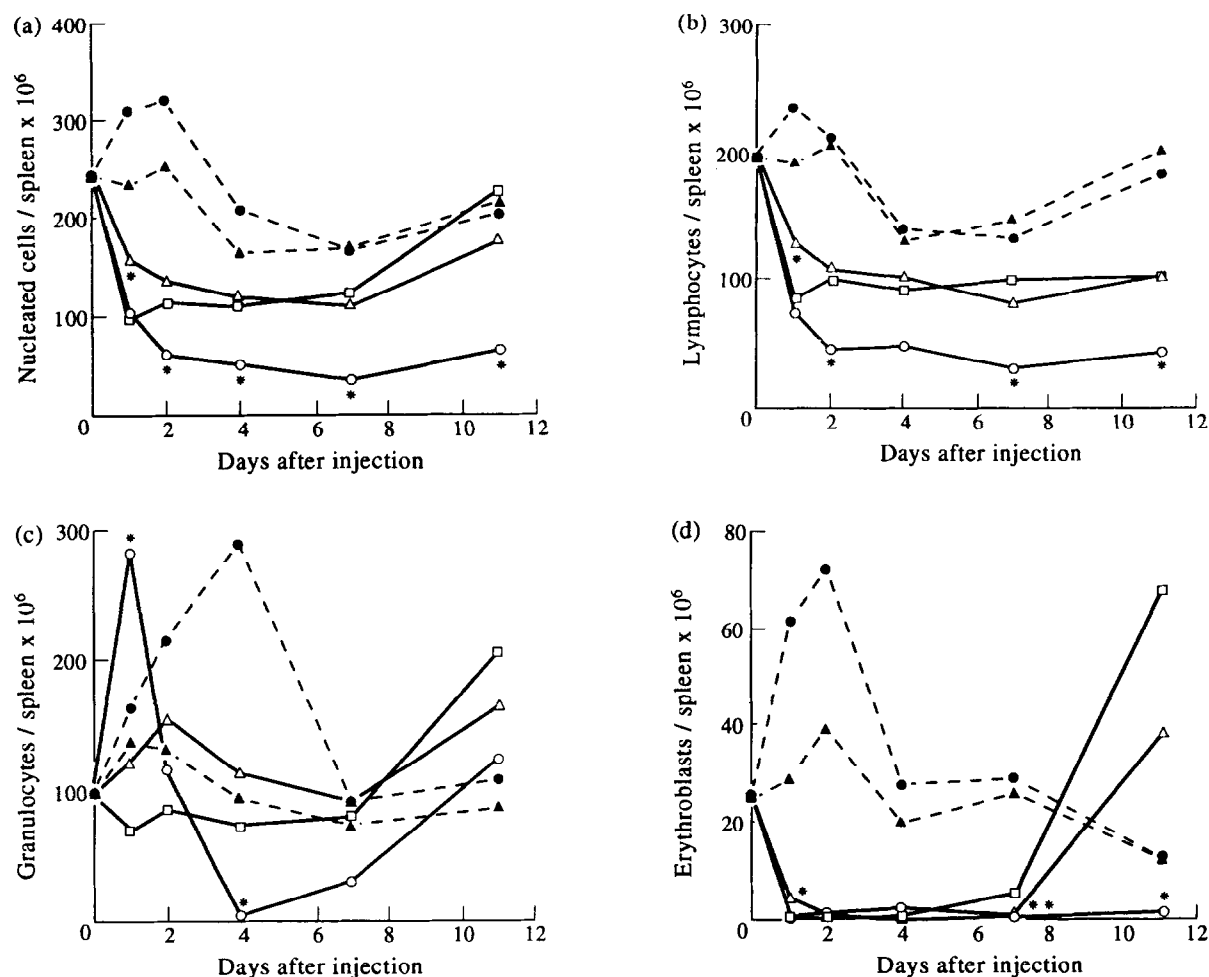 (a)
Nucleated cells / spleen x 10⁶
400
300
200
100
0 2 4 6 8 10 12
Days after injection
(b)
Lymphocytes / spleen x 10⁶
300
200
100
0 2 4 6 8 10 12
Days after injection
(c)
Granulocytes / spleen x 10⁶
300
200
100
0 2 4 6 8 10 12
Days after injection
(d)
Erythroblasts / spleen x 10⁶
80
60
40
20
0 2 4 6 8 10 12
Days after injection